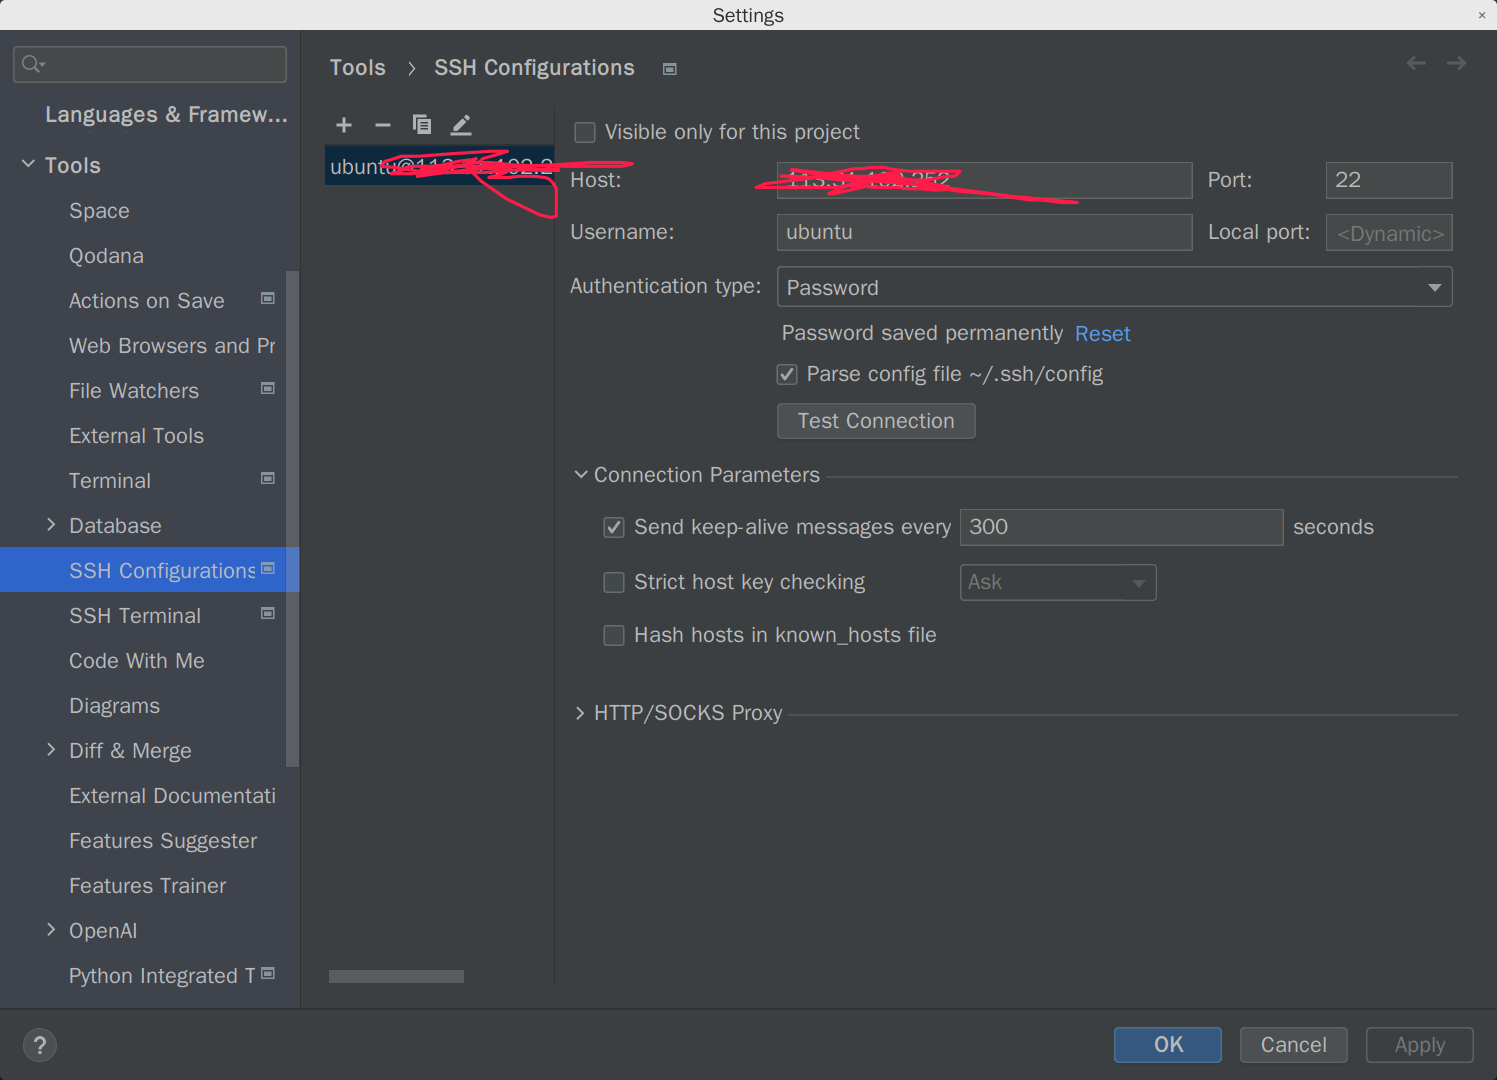 Settings
Languages & Framew...
Tools
Space
Qodana
Actions on Save
Web Browsers and Pr
File Watchers
External Tools
Terminal
Database
SSH Configurations
SSH Terminal
Code With Me
Diagrams
Diff & Merge
External Documentati
Features Suggester
Features Trainer
OpenAI
Python Integrated T
Tools > SSH Configurations
ubuntu@
Visible only for this project
Host:
Port: 22
Username: ubuntu
Local port: <Dynamic>
Authentication type: Password
Password saved permanently Reset
Parse config file ~/.ssh/config
Test Connection
Connection Parameters
Send keep-alive messages every 300 seconds
Strict host key checking Ask
Hash hosts in known_hosts file
HTTP/SOCKS Proxy
? OK Cancel Apply